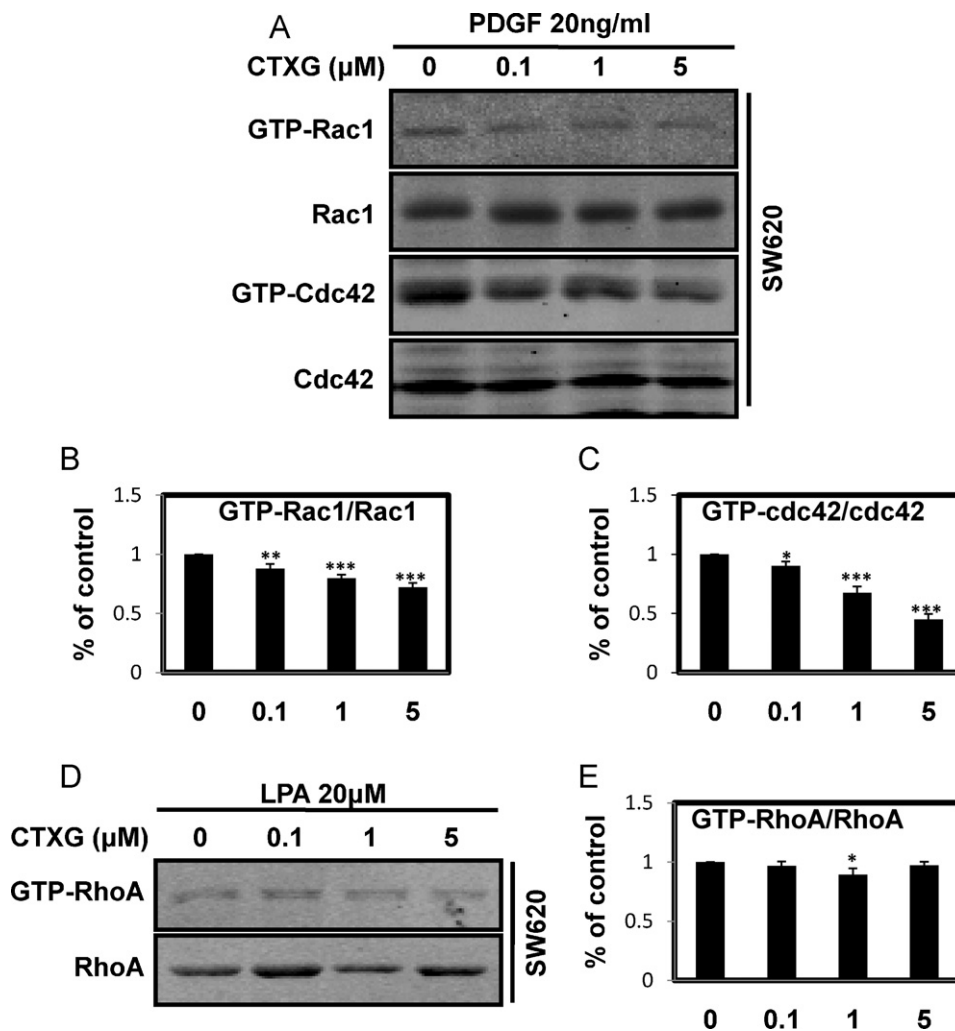 A
PDGF 20ng/ml
CTXG (µM) 0 0.1 1 5
GTP-Rac1
Rac1
GTP-Cdc42
Cdc42
SW620
B
1.5
1
0.5
0
% of control
GTP-Rac1/Rac1
** *** ***
0 0.1 1 5
C
1.5
1
0.5
0
% of control
GTP-cdc42/cdc42
* *** ***
0 0.1 1 5
D
LPA 20µM
CTXG (µM) 0 0.1 1 5
GTP-RhoA
RhoA
SW620
E
1.5
1
0.5
0
% of control
GTP-RhoA/RhoA
*
0 0.1 1 5